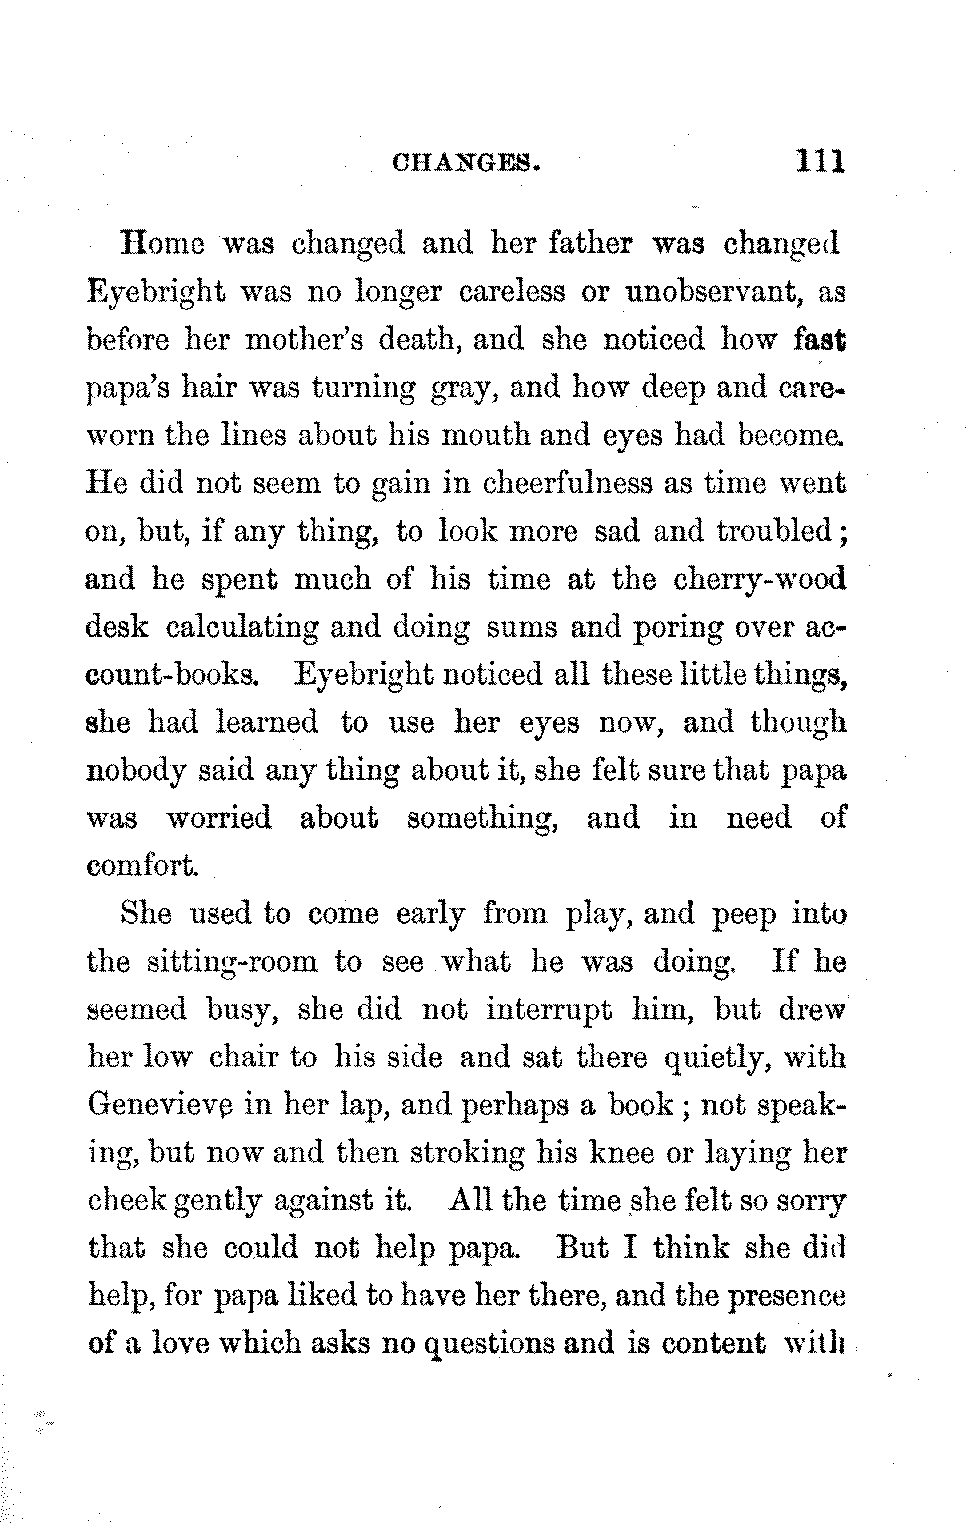 CHANGES. 111
Home was changed and her father was changed
Eyebright was no longer careless or unobservant, as
before her mother's death, and she noticed how fast
papa's hair was turning gray, and how deep and care-
worn the lines about his mouth and eyes had become.
He did not seem to gain in cheerfulness as time went
on, but, if any thing, to look more sad and troubled;
and he spent much of his time at the cherry-wood
desk calculating and doing sums and poring over ac-
count-books. Eyebright noticed all these little things,
she had learned to use her eyes now, and though
nobody said any thing about it, she felt sure that papa
was worried about something, and in need of
comfort.
She used to come early from play, and peep into
the sitting-room to see what he was doing. If he
seemed busy, she did not interrupt him, but drew
her low chair to his side and sat there quietly, with
Genevieve in her lap, and perhaps a book; not speak-
ing, but now and then stroking his knee or laying her
cheek gently against it. All the time she felt so sorry
that she could not help papa. But I think she did
help, for papa liked to have her there, and the presence
of a love which asks no questions and is content with